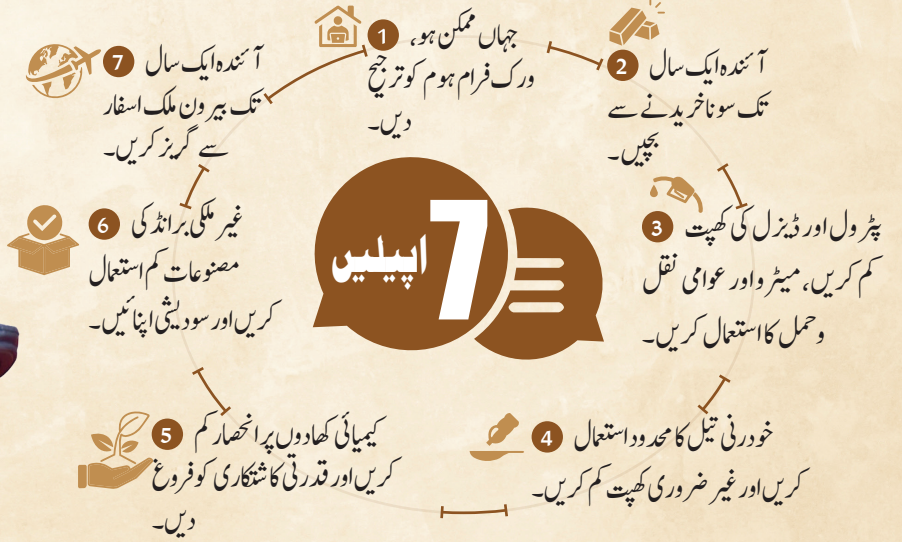 7 اپیلیں
1 جہاں ممکن ہو،
ورک فرام ہوم کو ترجیح
دیں۔
2 آئندہ ایک سال
تک سونا خریدنے سے
بچیں۔
3 پٹرول اور ڈیزل کی کھپت
کم کریں، میٹرو اور عوامی نقل
و حمل کا استعمال کریں۔
4 خوردنی تیل کا محدود استعمال
کریں اور غیر ضروری کھپت کم کریں۔
5 کیمیائی کھادوں پر انحصار کم
کریں اور قدرتی کاشتکاری کو فروغ
دیں۔
6 غیر ملکی برانڈ کی
مصنوعات کم استعمال
کریں اور سودیشی اپنائیں۔
7 آئندہ ایک سال
تک بیرون ملک اسفار
سے گریز کریں۔